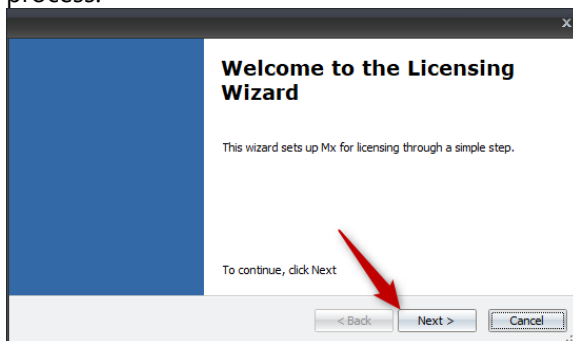 process.
x
Welcome to the Licensing
Wizard
This wizard sets up Mx for licensing through a simple step.
To continue, click Next
< Back Next > Cancel